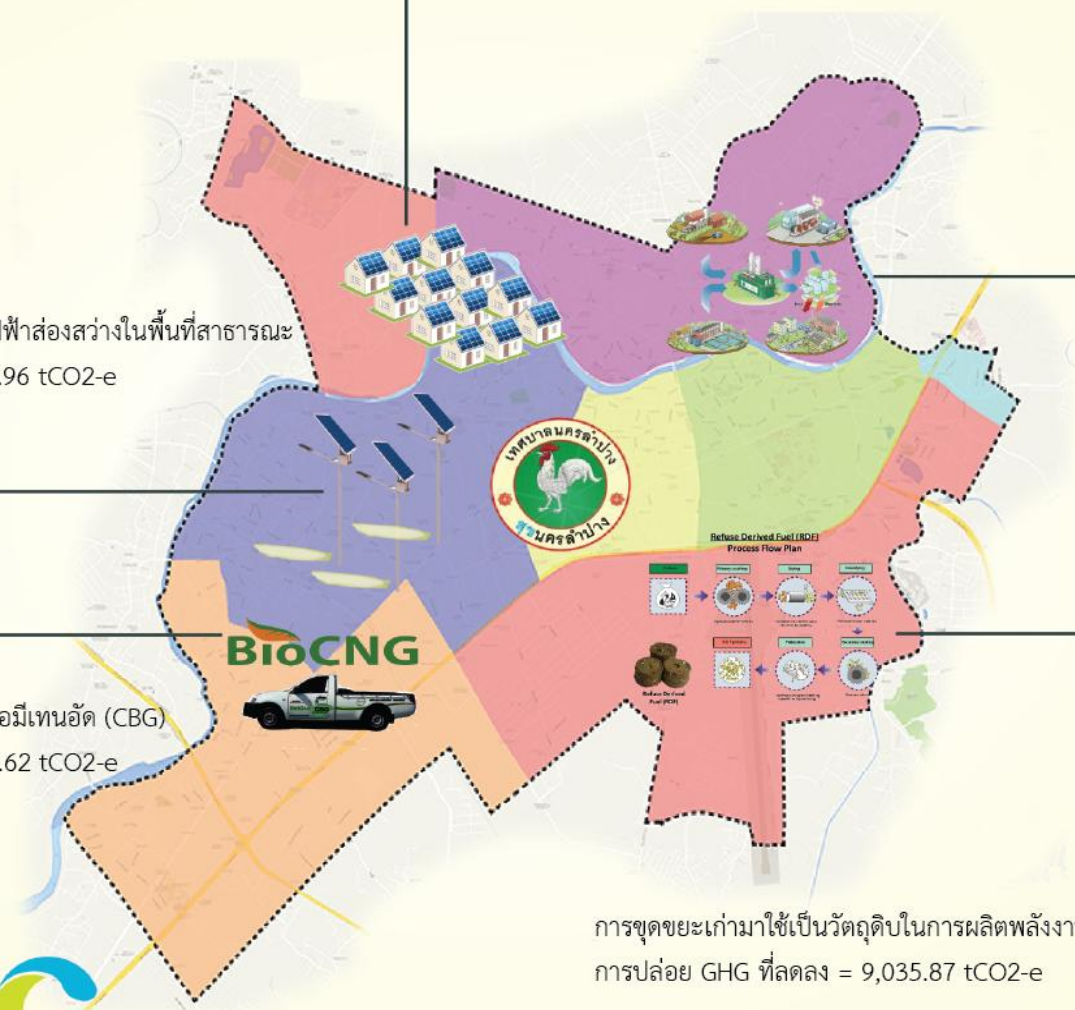 ฟ้าส่องสว่างในพื้นที่สาธารณะ
.96 tCO2-e
เทศบาลนครลำปาง
สุขนครลำปาง
Refuse Derived Fuel (RDF)
Process Flow Plan
Refuse Derived
Fuel (RDF)
BioCNG
อมีเทนอัด (CBG)
.62 tCO2-e
การขุดขยะเก่ามาใช้เป็นวัตถุดิบในการผลิตพลังงา
การปล่อย GHG ที่ลดลง = 9,035.87 tCO2-e